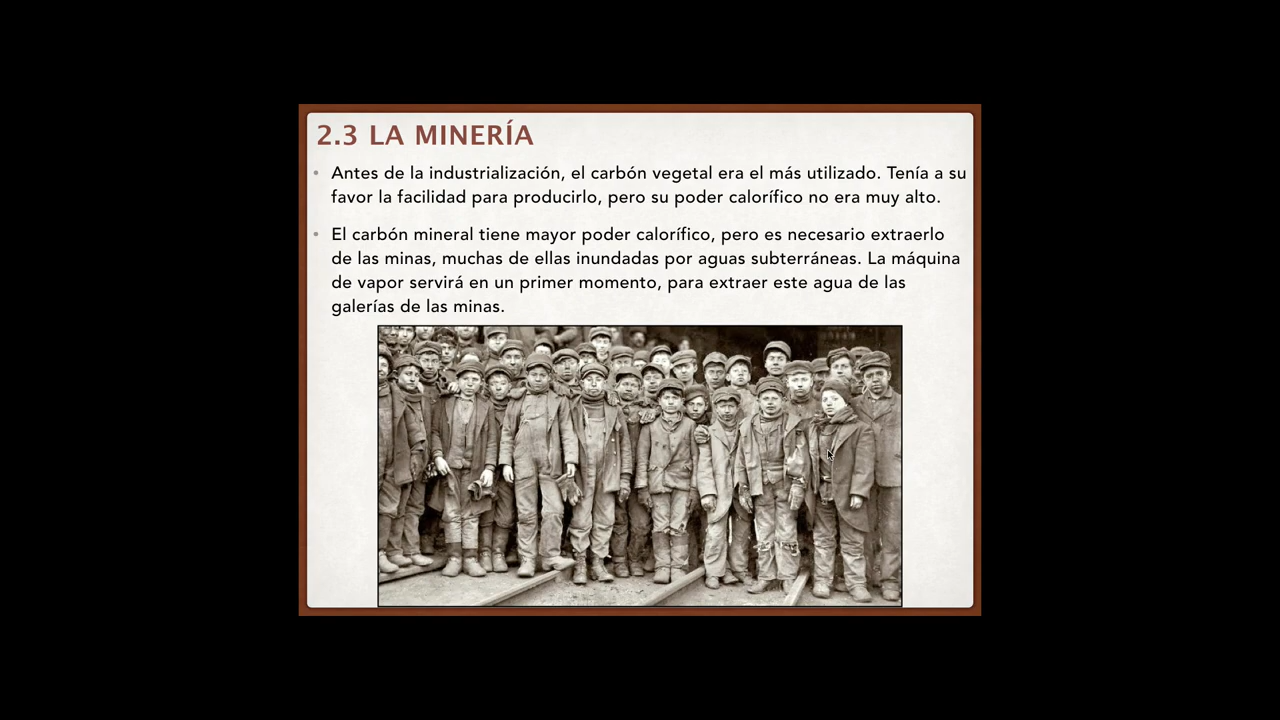 2.3 LA MINERÍA
• Antes de la industrialización, el carbón vegetal era el más utilizado. Tenía a su
favor la facilidad para producirlo, pero su poder calorífico no era muy alto.
• El carbón mineral tiene mayor poder calorífico, pero es necesario extraerlo
de las minas, muchas de ellas inundadas por aguas subterráneas. La máquina
de vapor servirá en un primer momento, para extraer este agua de las
galerías de las minas.